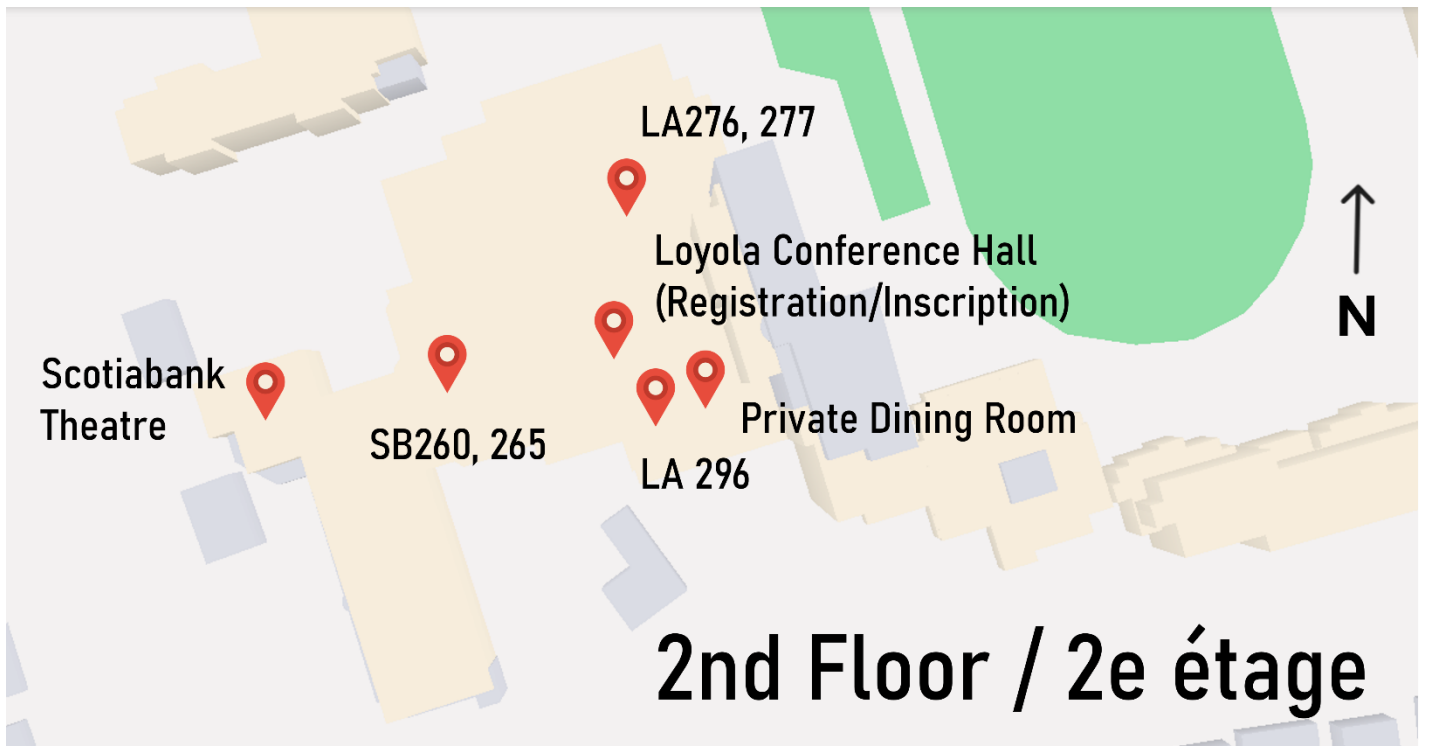 LA276, 277
Loyola Conference Hall
(Registration/Inscription)
N
Scotiabank
Theatre
SB260, 265
Private Dining Room
LA 296
2nd Floor / 2e étage